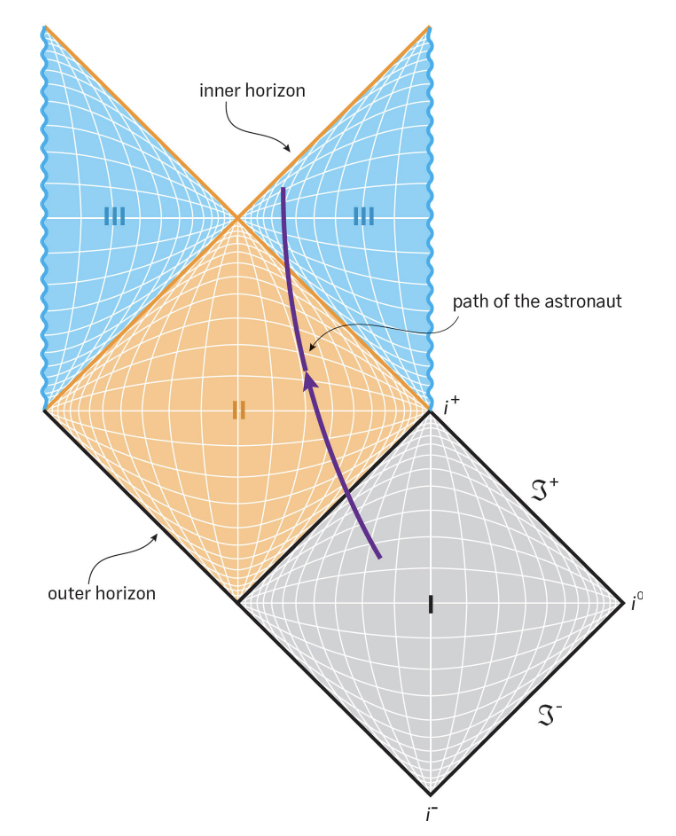 inner horizon
III
III
path of the astronaut
II
i⁺
ℑ⁺
outer horizon
I
i⁰
ℑ⁻
i⁻